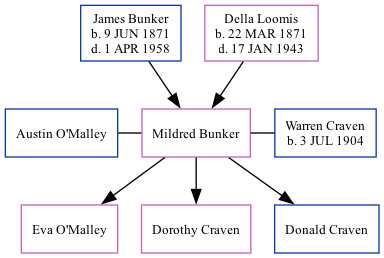 James Bunker
b. 9 JUN 1871
d. 1 APR 1958
Della Loomis
b. 22 MAR 1871
d. 17 JAN 1943
Austin O'Malley
Mildred Bunker
Warren Craven
b. 3 JUL 1904
Eva O'Malley
Dorothy Craven
Donald Craven